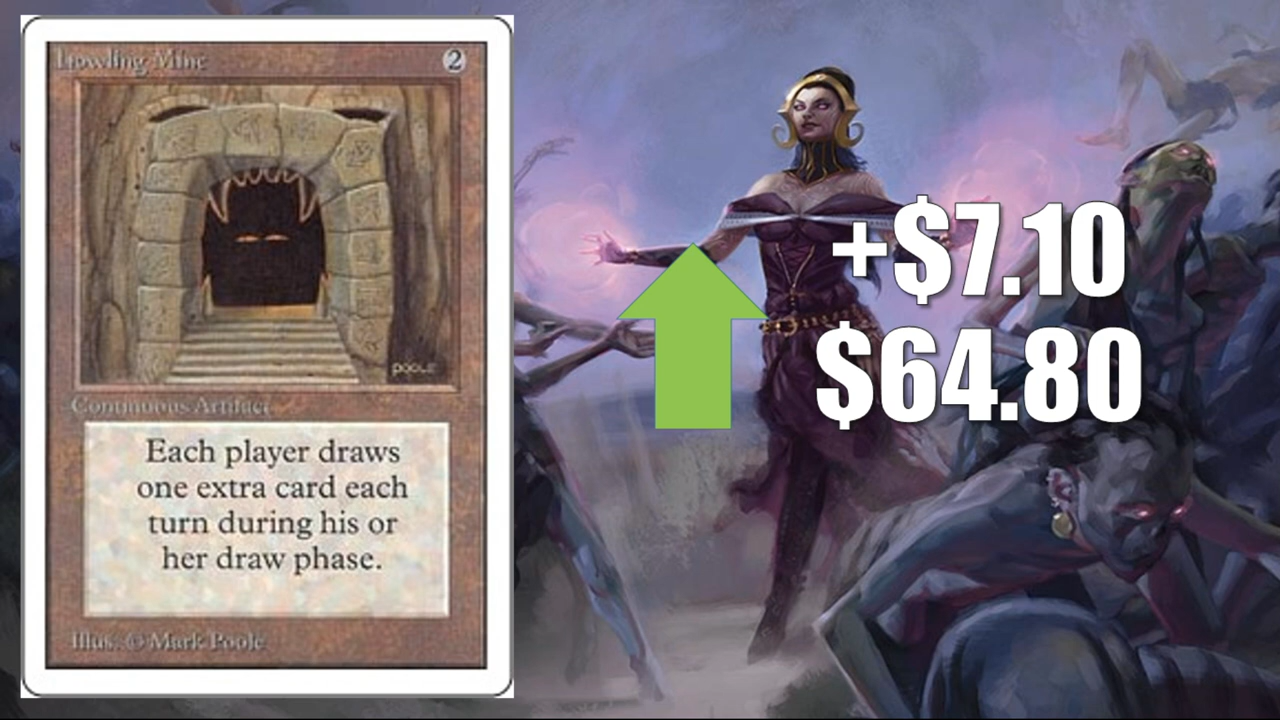 Howling Mine
2
POOLE
Continuous Artifact
Each player draws
one extra card each
turn during his or
her draw phase.
Illus. © Mark Poole
+$7.10
$64.80